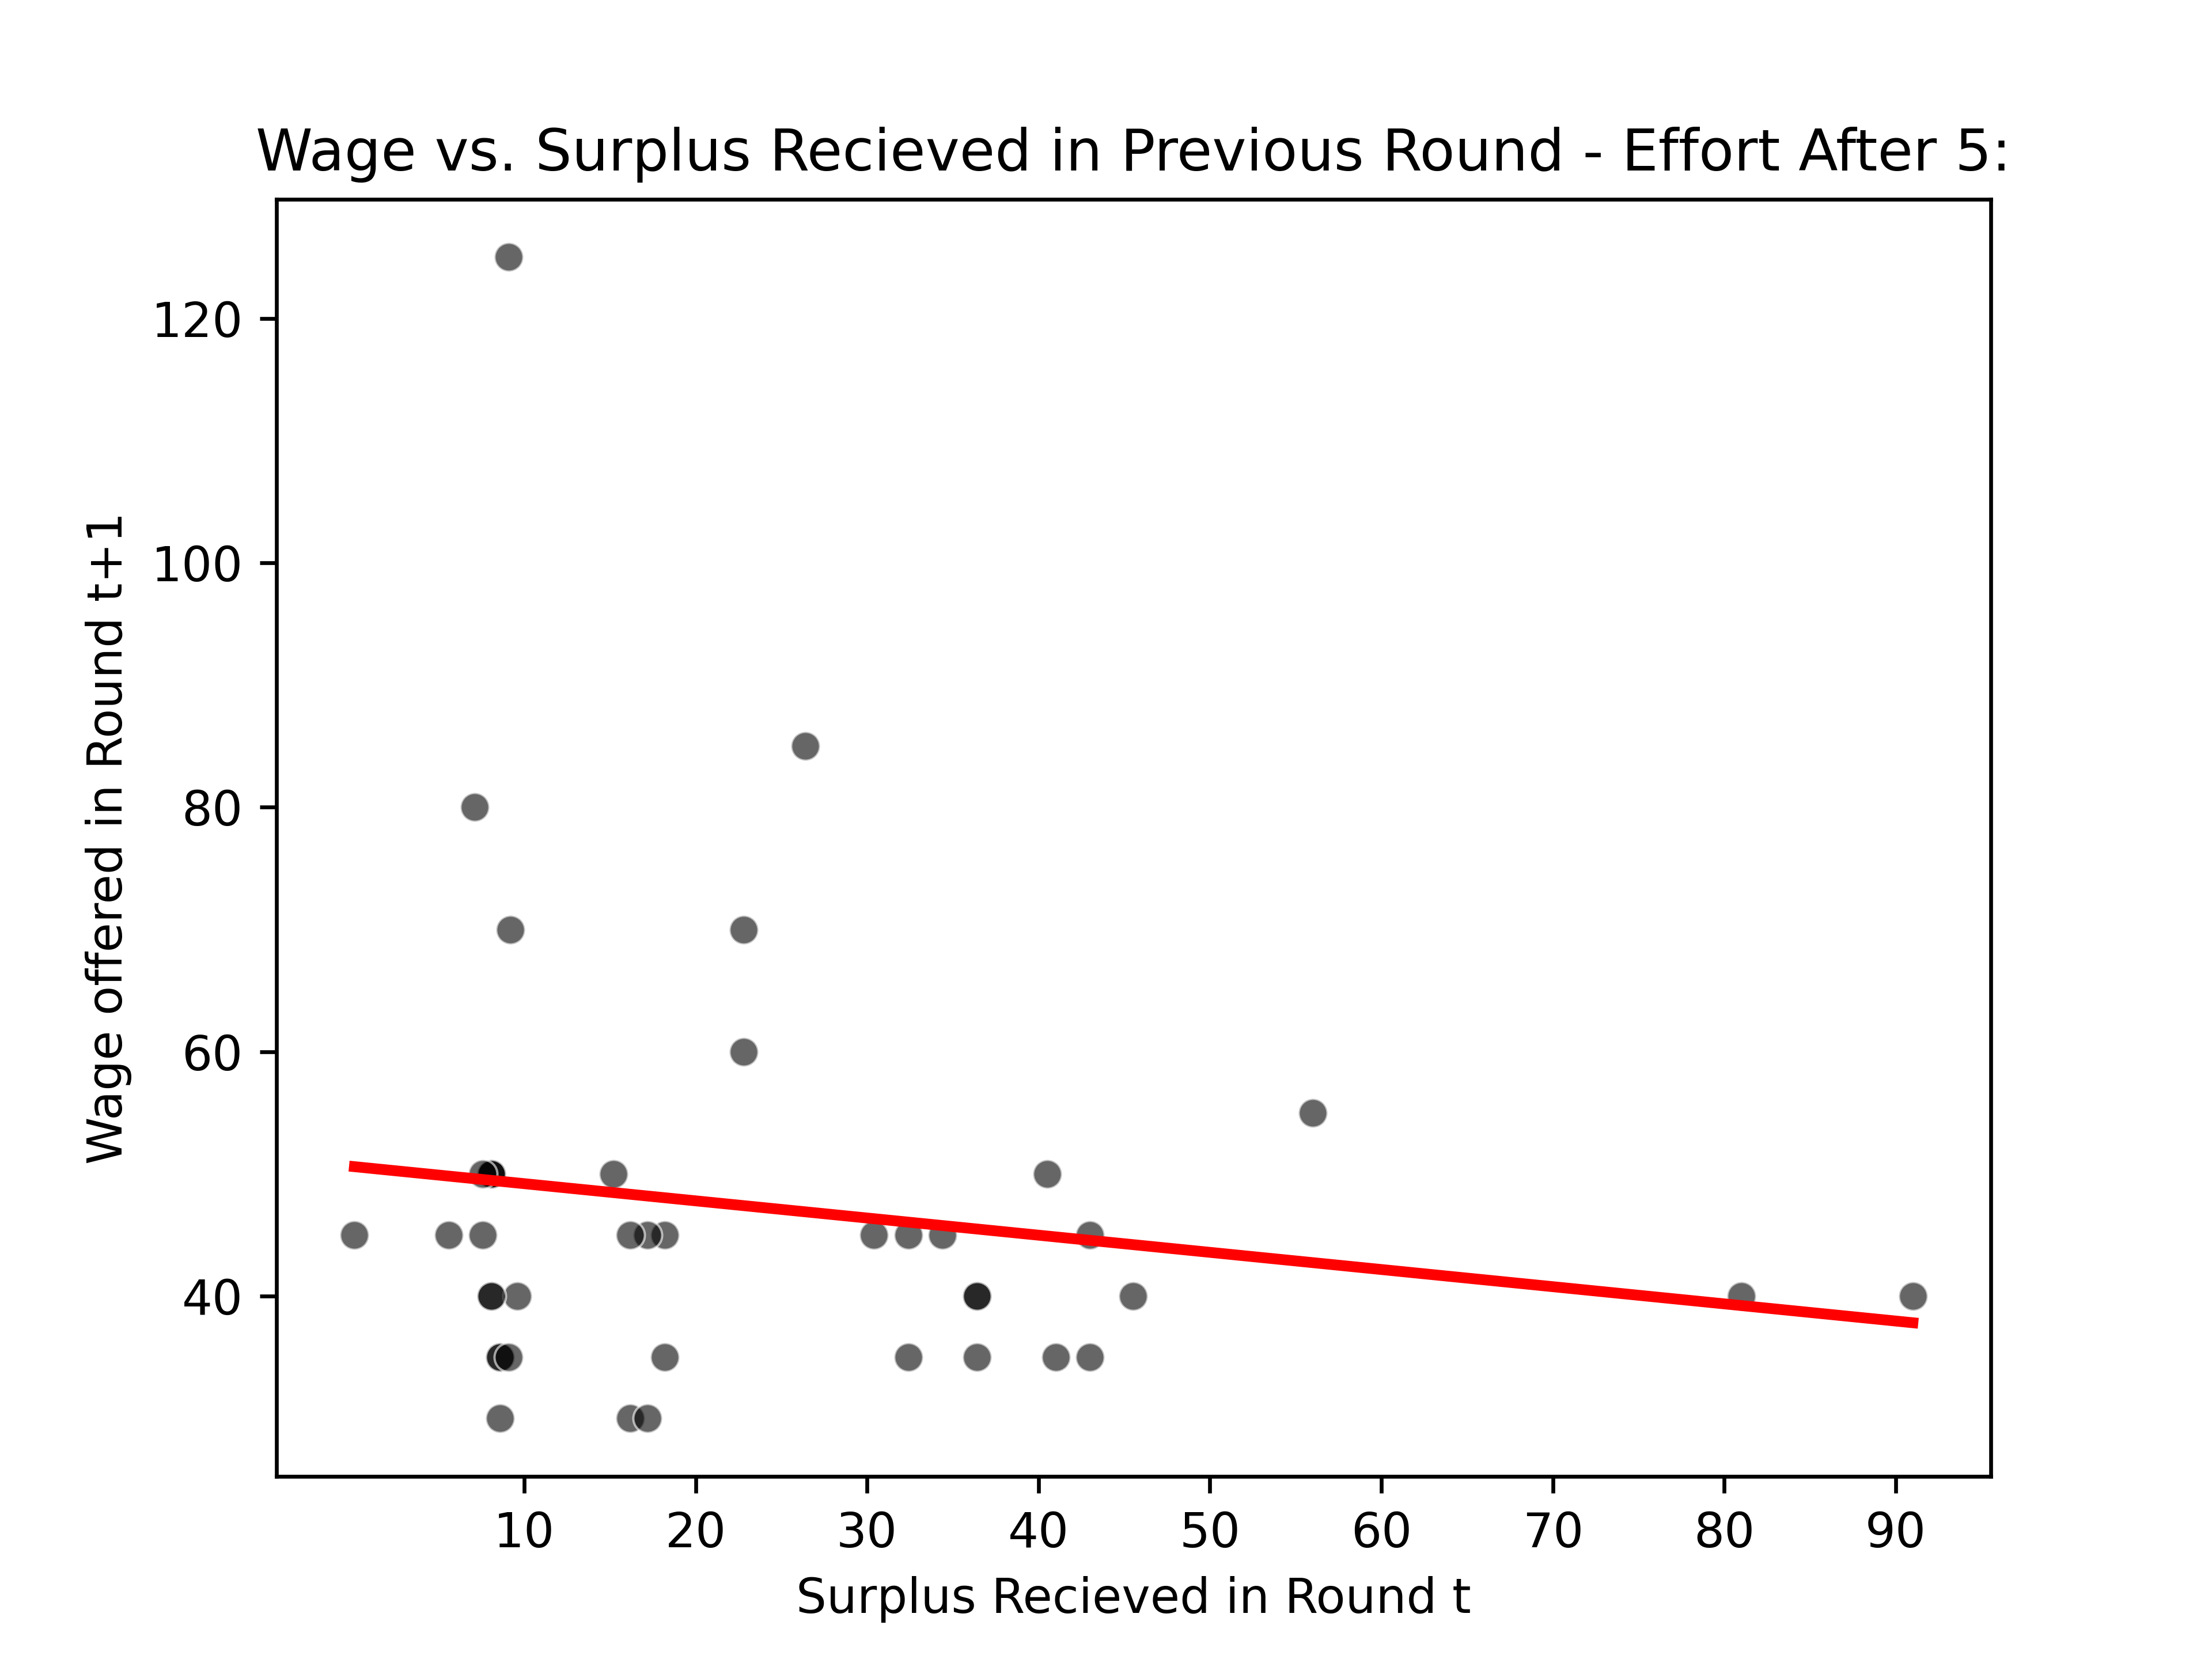 Wage vs. Surplus Recieved in Previous Round - Effort After 5:
Wage offered in Round t+1
120
100
80
60
40
10 20 30 40 50 60 70 80 90
Surplus Recieved in Round t